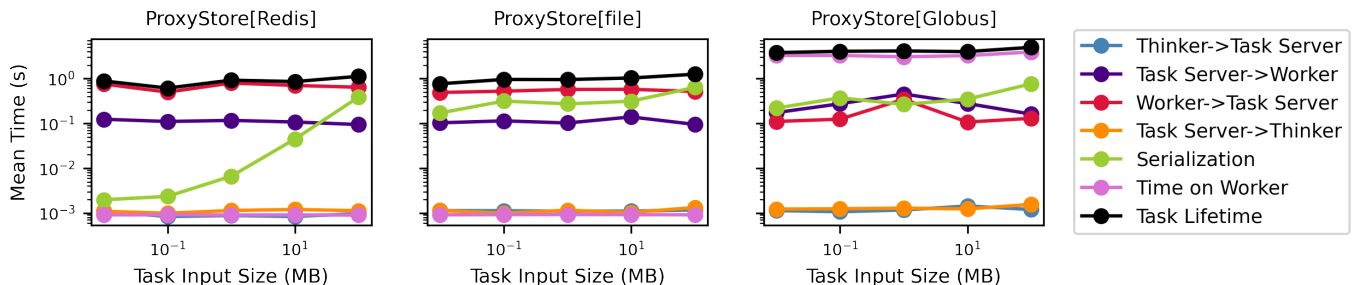 ProxyStore[Redis] ProxyStore[file] ProxyStore[Globus]
Mean Time (s)
10⁰
10⁻¹
10⁻²
10⁻³
10⁻¹ 10¹ 10⁻¹ 10¹ 10⁻¹ 10¹
Task Input Size (MB) Task Input Size (MB) Task Input Size (MB)
Thinker->Task Server
Task Server->Worker
Worker->Task Server
Task Server->Thinker
Serialization
Time on Worker
Task Lifetime